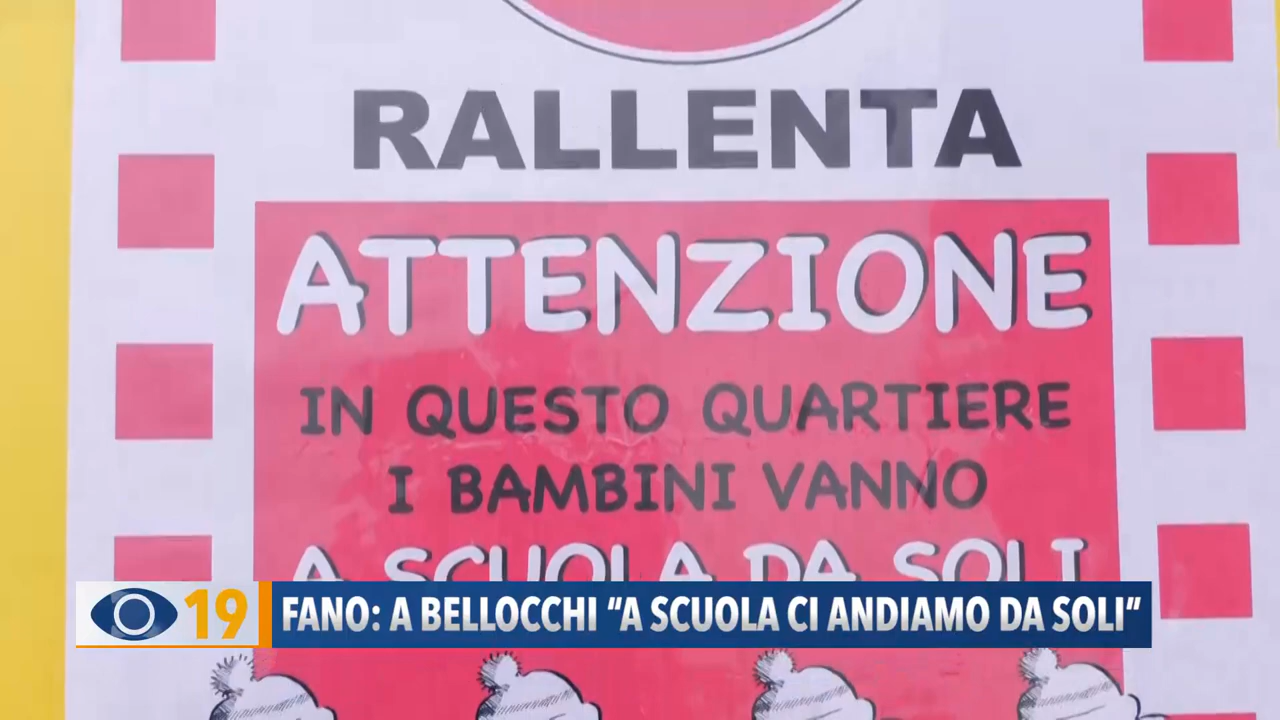 RALLENTA
ATTENZIONE
IN QUESTO QUARTIERE
I BAMBINI VANNO
A SCUOLA DA SOLI
19 FANO: A BELLOCCHI “A SCUOLA CI ANDIAMO DA SOLI”